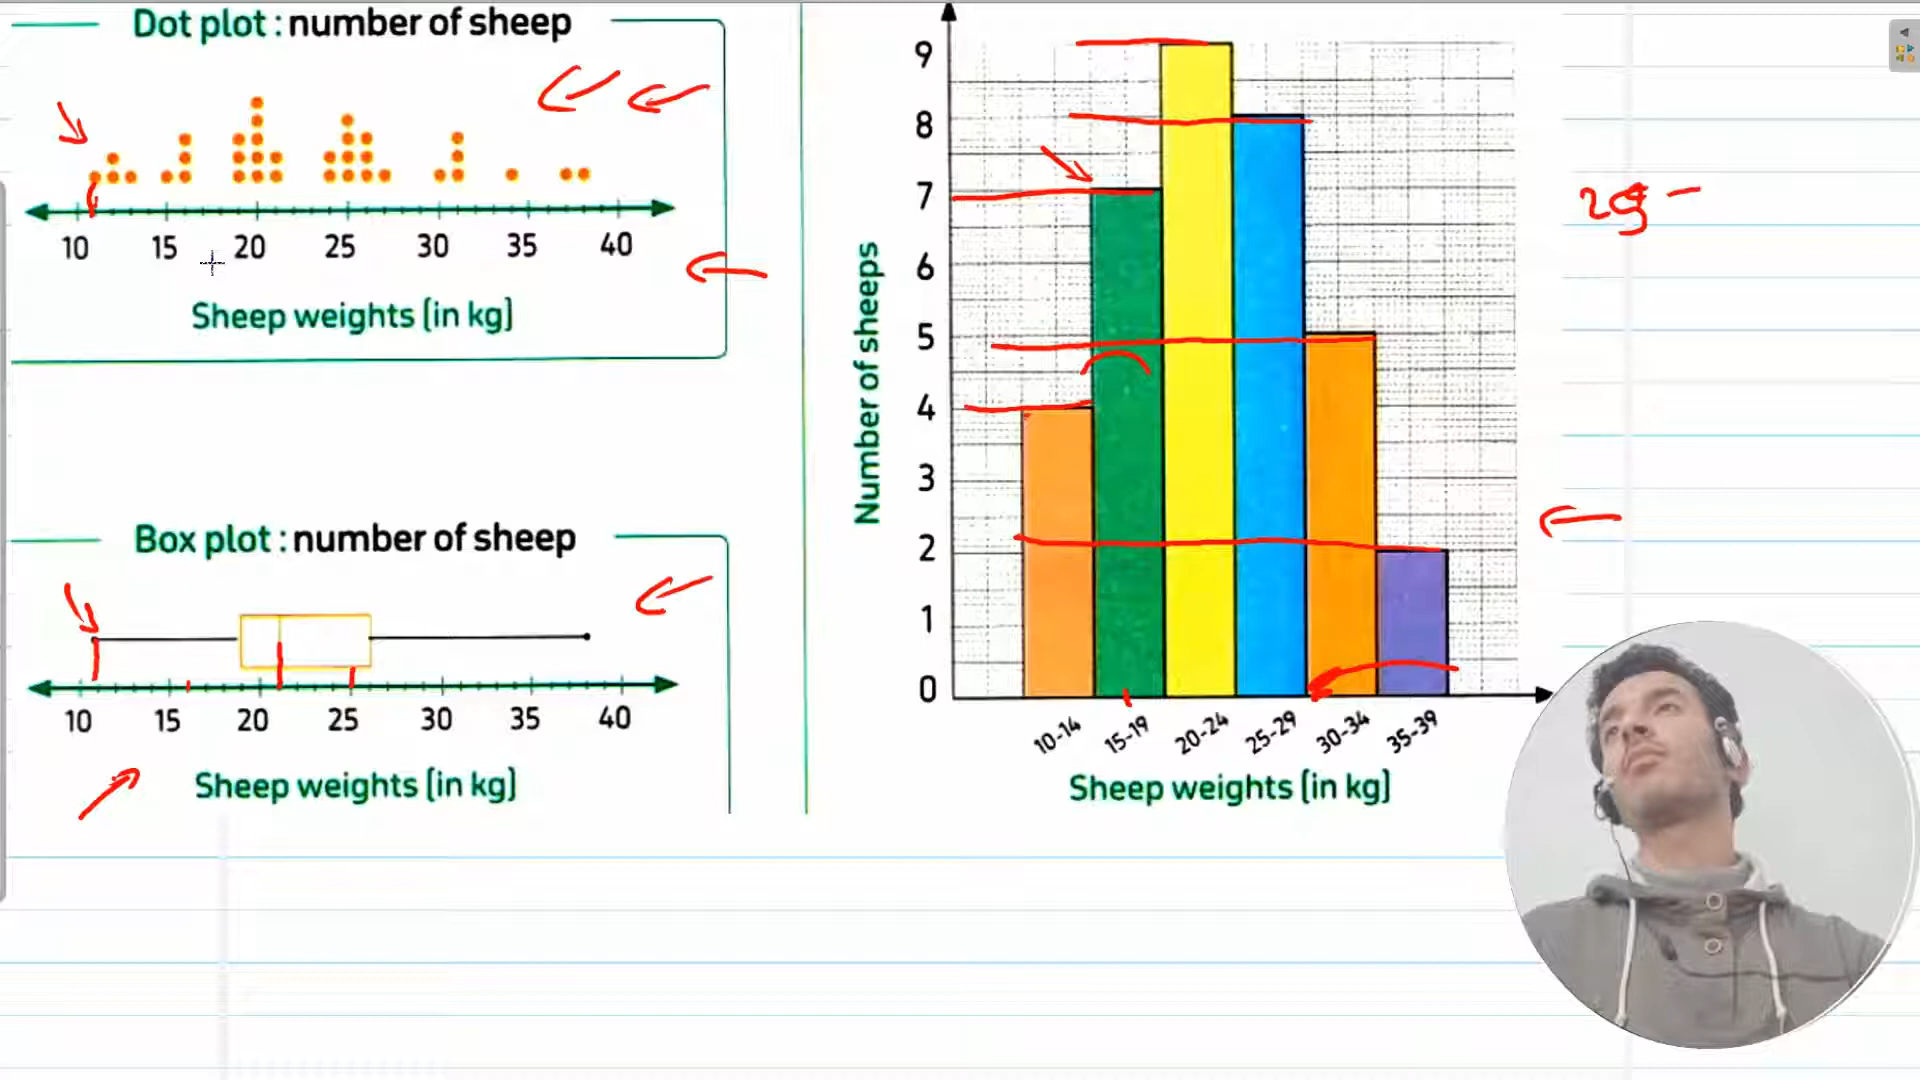 Dot plot : number of sheep
10 15 20 25 30 35 40
Sheep weights (in kg)
Box plot : number of sheep
10 15 20 25 30 35 40
Sheep weights (in kg)
Number of sheeps
9
8
7
6
5
4
3
2
1
0
10-14 15-19 20-24 25-29 30-34 35-39
Sheep weights (in kg)